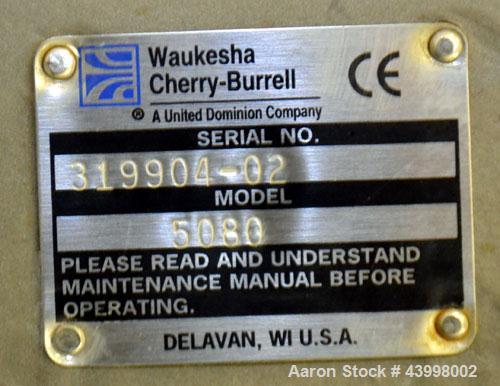 Waukesha
Cherry-Burrell
® A United Dominion Company
CE
SERIAL NO.
319904-02
MODEL
5080
PLEASE READ AND UNDERSTAND
MAINTENANCE MANUAL BEFORE
OPERATING.
DELAVAN, WI U.S.A.
Aaron Stock # 43998002